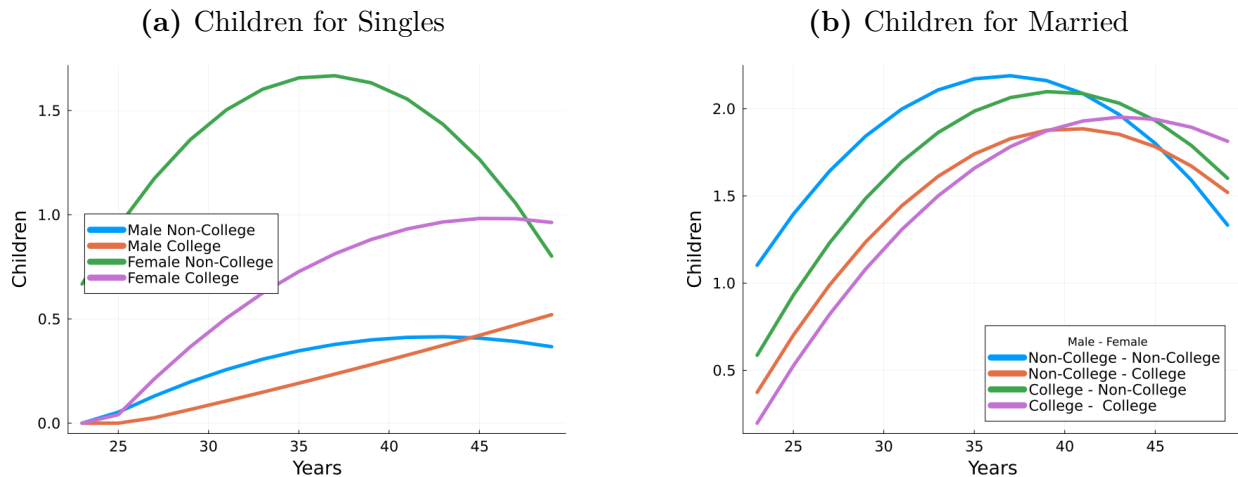 (a) Children for Singles
Children
1.5
1.0
0.5
0.0
Male Non-College
Male College
Female Non-College
Female College
25
30
35
40
45
Years
(b) Children for Married
Children
2.0
1.5
1.0
0.5
Male - Female
Non-College - Non-College
Non-College - College
College - Non-College
College -  College
25
30
35
40
45
Years